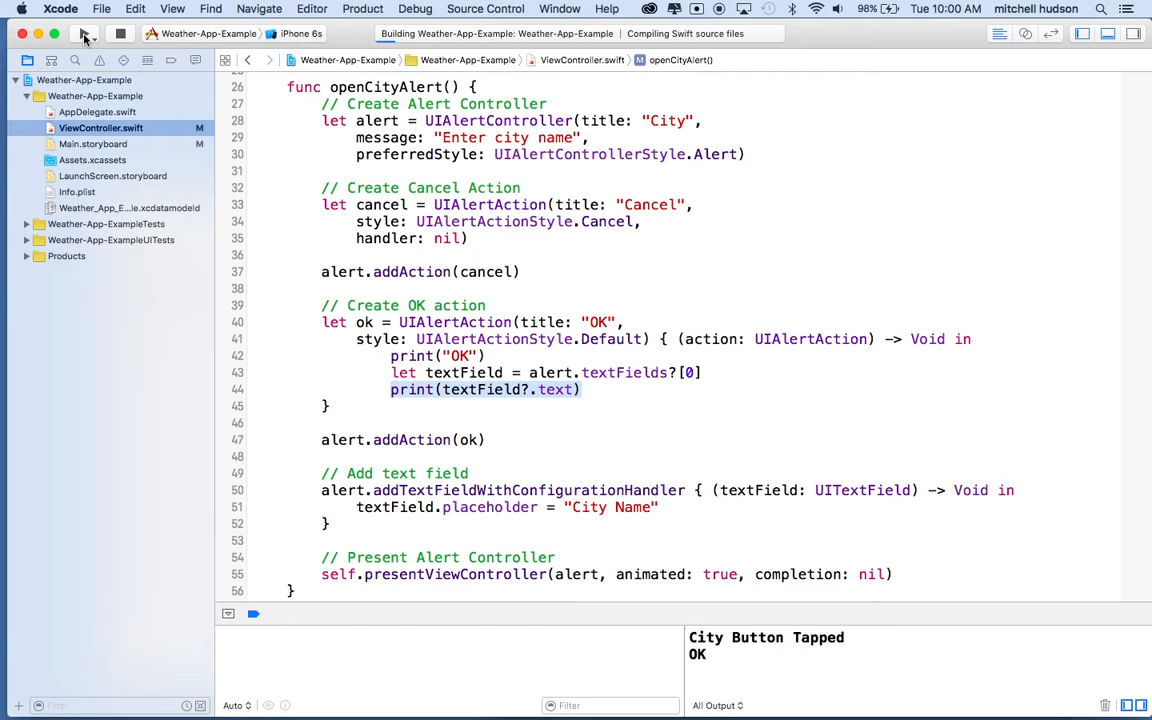 Xcode File Edit View Find Navigate Editor Product Debug Source Control Window Help 98% Tue 10:00 AM mitchell hudson
Weather-App-Example iPhone 6s Building Weather-App-Example: Weather-App-Example Compiling Swift source files
Weather-App-Example Weather-App-Example ViewController.swift M openCityAlert()
Weather-App-Example
Weather-App-Example
AppDelegate.swift
ViewController.swift M
Main.storyboard M
Assets.xcassets
LaunchScreen.storyboard
Info.plist
Weather_App_E...le.xcdatamodeld
Weather-App-ExampleTests
Weather-App-ExampleUITests
Products
26 func openCityAlert() {
27 // Create Alert Controller
28 let alert = UIAlertController(title: "City",
29 message: "Enter city name",
30 preferredStyle: UIAlertControllerStyle.Alert)
31
32 // Create Cancel Action
33 let cancel = UIAlertAction(title: "Cancel",
34 style: UIAlertActionStyle.Cancel,
35 handler: nil)
36
37 alert.addAction(cancel)
38
39 // Create OK action
40 let ok = UIAlertAction(title: "OK",
41 style: UIAlertActionStyle.Default) { (action: UIAlertAction) -> Void in
42 print("OK")
43 let textField = alert.textFields?[0]
44 print(textField?.text)
45 }
46
47 alert.addAction(ok)
48
49 // Add text field
50 alert.addTextFieldWithConfigurationHandler { (textField: UITextField) -> Void in
51 textField.placeholder = "City Name"
52 }
53
54 // Present Alert Controller
55 self.presentViewController(alert, animated: true, completion: nil)
56 }
City Button Tapped
OK
Filter Auto Filter All Output